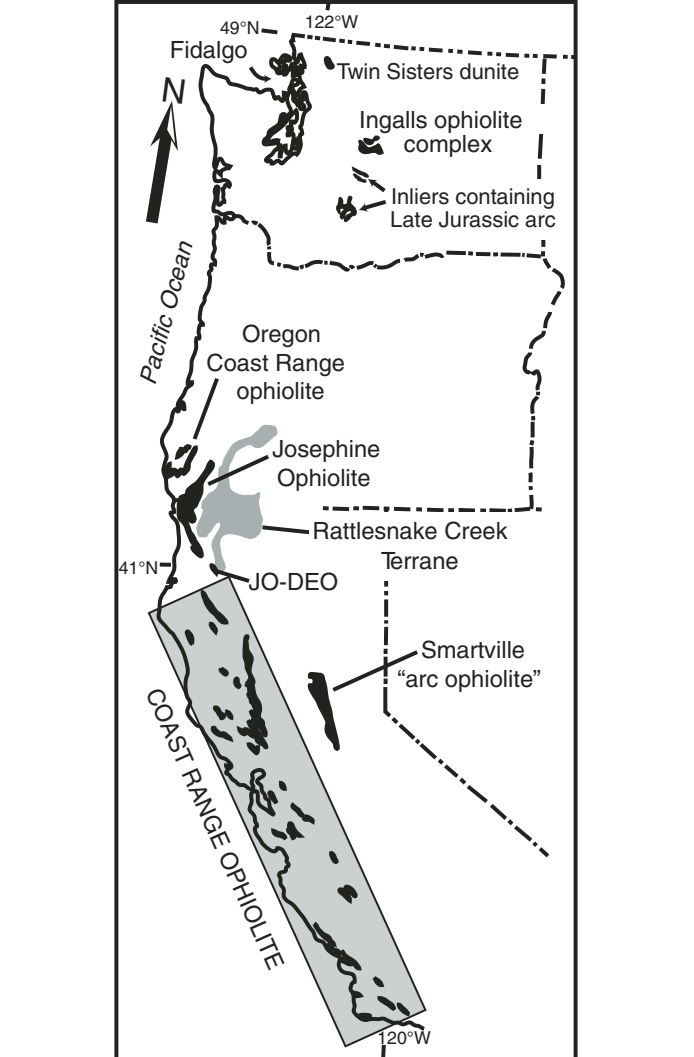 49°N
122°W
Fidalgo
Twin Sisters dunite
N
Ingalls ophiolite
complex
Inliers containing
Late Jurassic arc
Pacific Ocean
Oregon
Coast Range
ophiolite
Josephine
Ophiolite
Rattlesnake Creek
Terrane
41°N
JO-DEO
Smartville
“arc ophiolite”
COAST RANGE OPHIOLITE
120°W